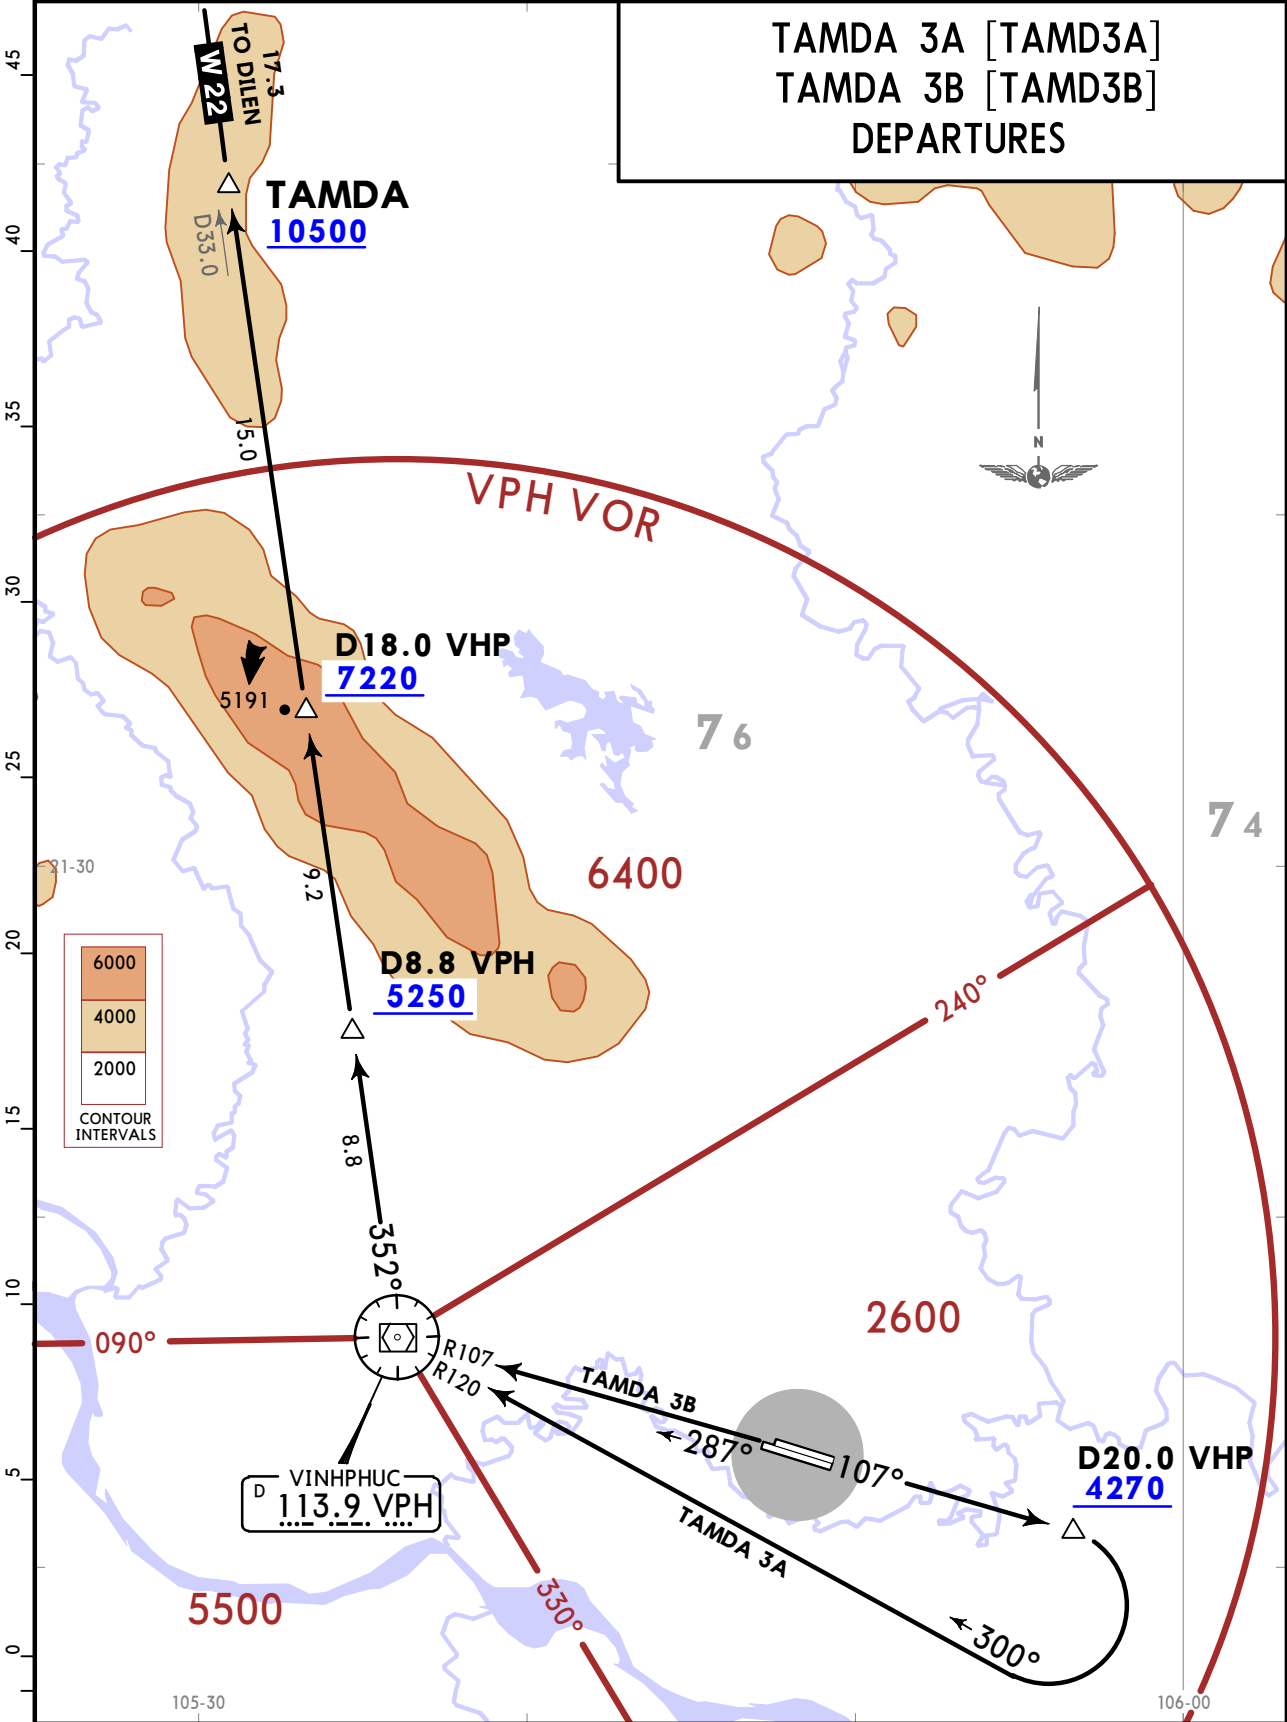 TAMDA 3A [TAMD3A]
TAMDA 3B [TAMD3B]
DEPARTURES
45
40
35
30
25
20
15
10
5
0
W 22
TO DILEN
17.3
TAMDA
10500
D33.0
15.0
N
VPH VOR
D18.0 VHP
7220
5191
76
74
21-30
6400
9.2
D8.8 VPH
5250
240°
6000
4000
2000
CONTOUR
INTERVALS
8.8
352°
2600
090°
R107
R120
TAMDA 3B
287°
107°
D20.0 VHP
4270
VINHPHUC
D 113.9 VPH
TAMDA 3A
330°
5500
300°
105-30
106-00